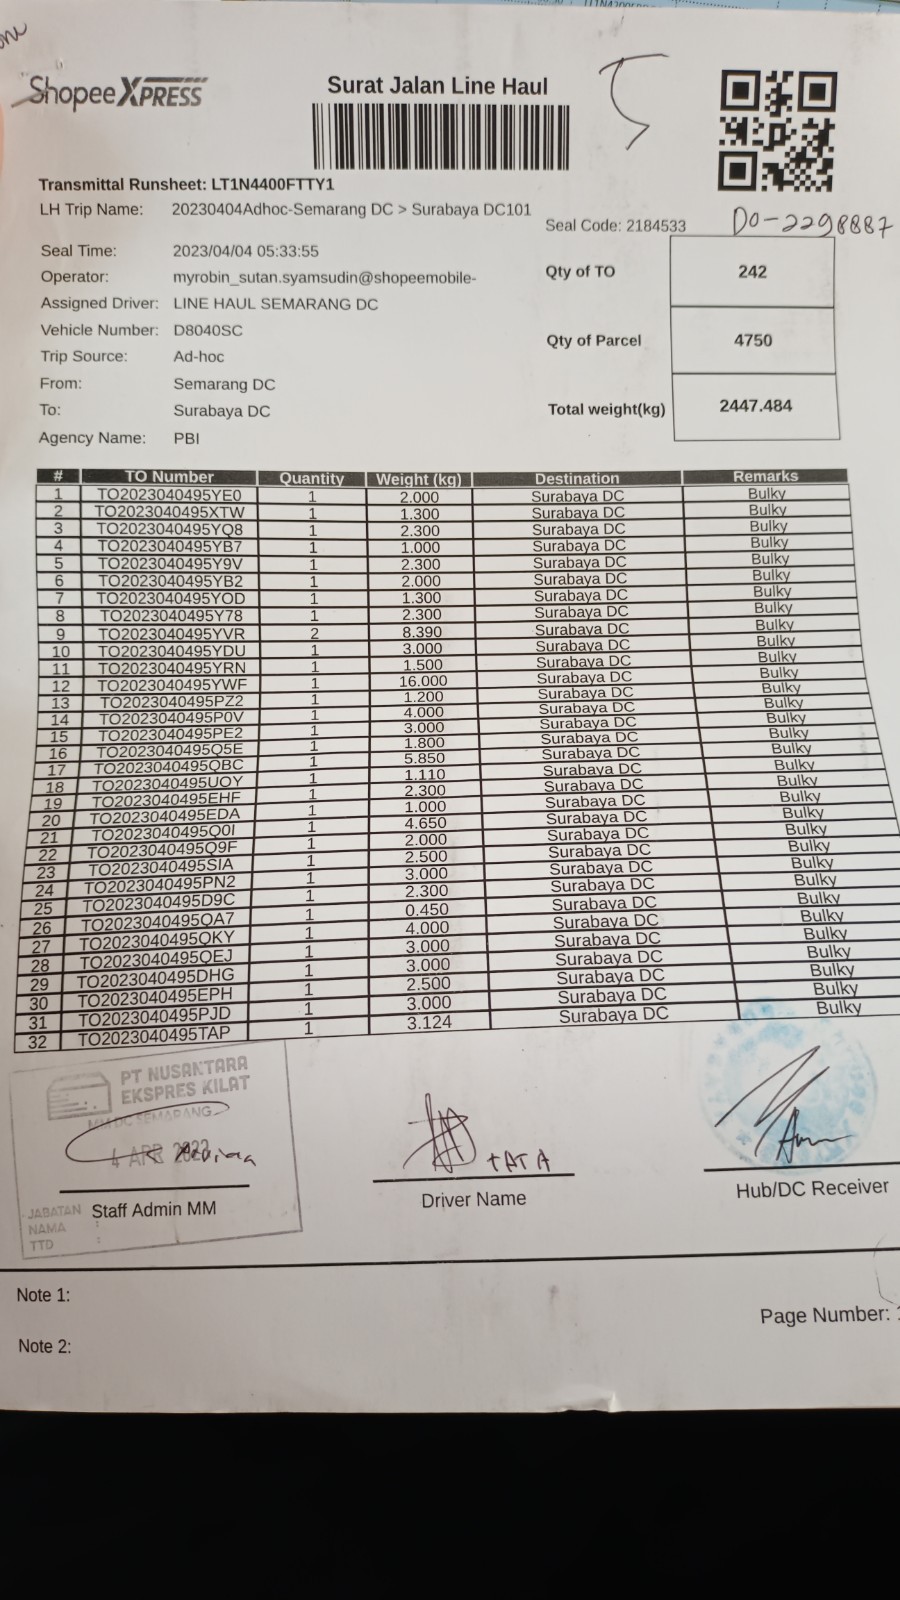 Shopee XPRESS
Surat Jalan Line Haul
Transmittal Runsheet: LT1N4400FTTY1
LH Trip Name: 20230404Adhoc-Semarang DC > Surabaya DC101
Seal Code: 2184533
DO-2298887
Seal Time: 2023/04/04 05:33:55
Operator: myrobin_sutan.syamsudin@shopeemobile-
Assigned Driver: LINE HAUL SEMARANG DC
Vehicle Number: D8040SC
Trip Source: Ad-hoc
From: Semarang DC
To: Surabaya DC
Agency Name: PBI
Qty of TO 242
Qty of Parcel 4750
Total weight(kg) 2447.484
# TO Number Quantity Weight (kg) Destination Remarks
1 TO2023040495YE0 1 2.000 Surabaya DC Bulky
2 TO2023040495XTW 1 1.300 Surabaya DC Bulky
3 TO2023040495YQ8 1 2.300 Surabaya DC Bulky
4 TO2023040495YB7 1 1.000 Surabaya DC Bulky
5 TO2023040495Y9V 1 2.300 Surabaya DC Bulky
6 TO2023040495YB2 1 2.000 Surabaya DC Bulky
7 TO2023040495YOD 1 1.300 Surabaya DC Bulky
8 TO2023040495Y78 1 2.300 Surabaya DC Bulky
9 TO2023040495YVR 2 8.390 Surabaya DC Bulky
10 TO2023040495YDU 1 3.000 Surabaya DC Bulky
11 TO2023040495YRN 1 1.500 Surabaya DC Bulky
12 TO2023040495YWF 1 16.000 Surabaya DC Bulky
13 TO2023040495PZ2 1 1.200 Surabaya DC Bulky
14 TO2023040495P0V 1 4.000 Surabaya DC Bulky
15 TO2023040495PE2 1 3.000 Surabaya DC Bulky
16 TO2023040495Q5E 1 1.800 Surabaya DC Bulky
17 TO2023040495QBC 1 5.850 Surabaya DC Bulky
18 TO2023040495UOY 1 1.110 Surabaya DC Bulky
19 TO2023040495EHF 1 2.300 Surabaya DC Bulky
20 TO2023040495EDA 1 1.000 Surabaya DC Bulky
21 TO2023040495Q0I 1 4.650 Surabaya DC Bulky
22 TO2023040495Q9F 1 2.000 Surabaya DC Bulky
23 TO2023040495SIA 1 2.500 Surabaya DC Bulky
24 TO2023040495PN2 1 3.000 Surabaya DC Bulky
25 TO2023040495D9C 1 2.300 Surabaya DC Bulky
26 TO2023040495QA7 1 0.450 Surabaya DC Bulky
27 TO2023040495QKY 1 4.000 Surabaya DC Bulky
28 TO2023040495QEJ 1 3.000 Surabaya DC Bulky
29 TO2023040495DHG 1 3.000 Surabaya DC Bulky
30 TO2023040495EPH 1 2.500 Surabaya DC Bulky
31 TO2023040495PJD 1 3.000 Surabaya DC Bulky
32 TO2023040495TAP 1 3.124 Surabaya DC Bulky
PT NUSANTARA
EKSPRES KILAT
MM DC SEMARANG
4 APR 2023
TATA
JABATAN
NAMA :
TTD :
Staff Admin MM
Driver Name
Hub/DC Receiver
Note 1:
Page Number:
Note 2: